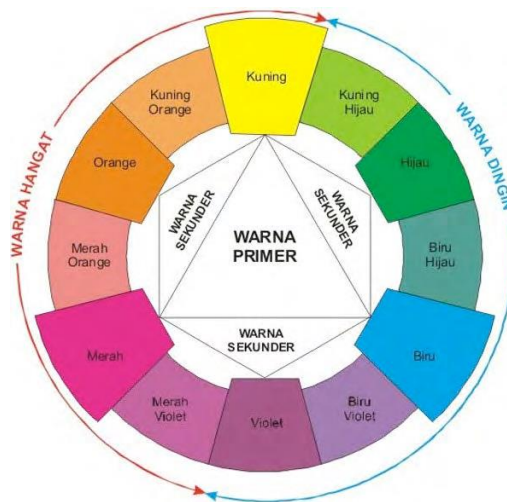 Kuning
Kuning
Hijau
Hijau
Biru
Hijau
Biru
Biru
Violet
Violet
Merah
Violet
Merah
Merah
Orange
Orange
Kuning
Orange
WARNA HANGAT
WARNA DINGIN
WARNA
SEKUNDER
WARNA
SEKUNDER
WARNA
PRIMER
WARNA
SEKUNDER